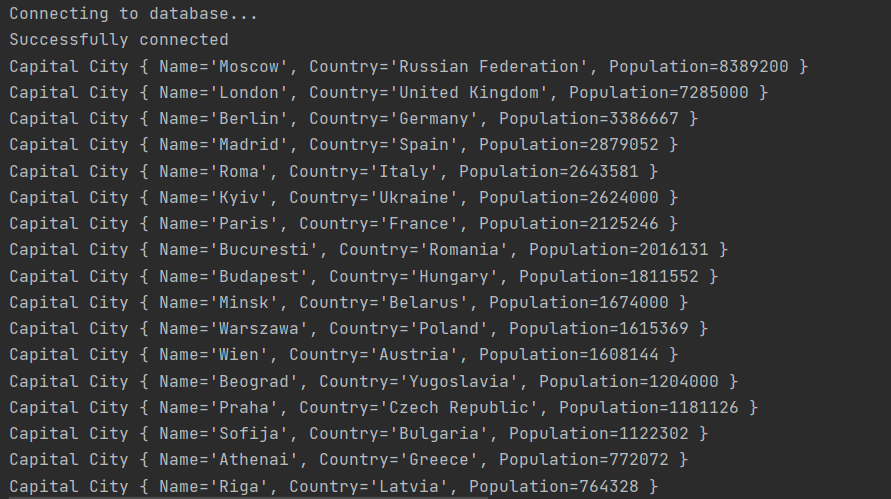 Connecting to database...
Successfully connected
Capital City { Name='Moscow', Country='Russian Federation', Population=8389200 }
Capital City { Name='London', Country='United Kingdom', Population=7285000 }
Capital City { Name='Berlin', Country='Germany', Population=3386667 }
Capital City { Name='Madrid', Country='Spain', Population=2879052 }
Capital City { Name='Roma', Country='Italy', Population=2643581 }
Capital City { Name='Kyiv', Country='Ukraine', Population=2624000 }
Capital City { Name='Paris', Country='France', Population=2125246 }
Capital City { Name='Bucuresti', Country='Romania', Population=2016131 }
Capital City { Name='Budapest', Country='Hungary', Population=1811552 }
Capital City { Name='Minsk', Country='Belarus', Population=1674000 }
Capital City { Name='Warszawa', Country='Poland', Population=1615369 }
Capital City { Name='Wien', Country='Austria', Population=1608144 }
Capital City { Name='Beograd', Country='Yugoslavia', Population=1204000 }
Capital City { Name='Praha', Country='Czech Republic', Population=1181126 }
Capital City { Name='Sofija', Country='Bulgaria', Population=1122302 }
Capital City { Name='Athenai', Country='Greece', Population=772072 }
Capital City { Name='Riga', Country='Latvia', Population=764328 }